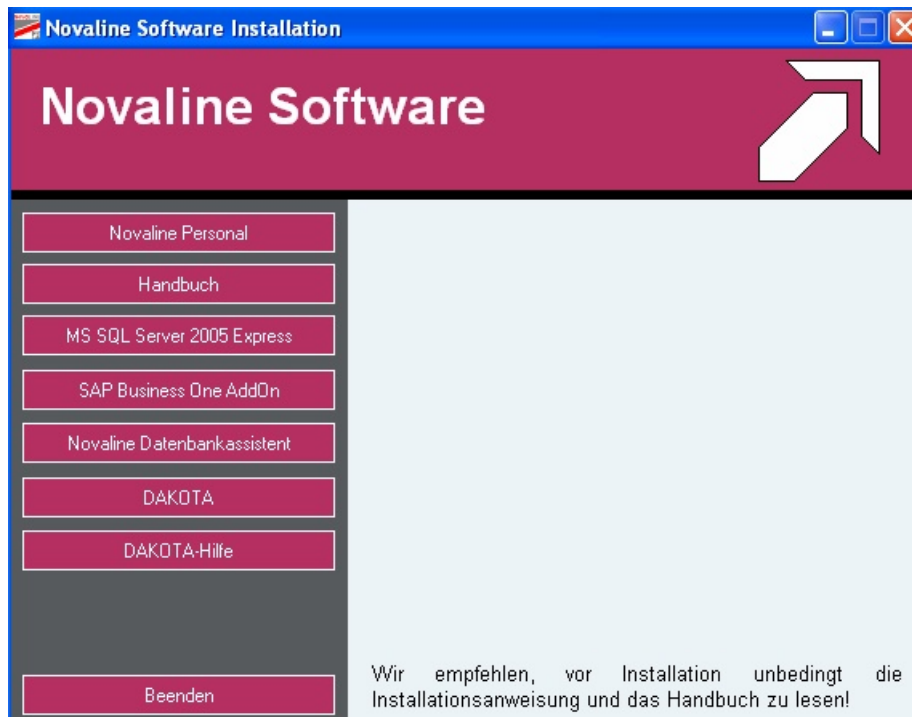 Novaline Software Installation
Novaline Software
Novaline Personal
Handbuch
MS SQL Server 2005 Express
SAP Business One AddOn
Novaline Datenbankassistent
DAKOTA
DAKOTA-Hilfe
Beenden
Wir empfehlen, vor Installation unbedingt die
Installationsanweisung und das Handbuch zu lesen!